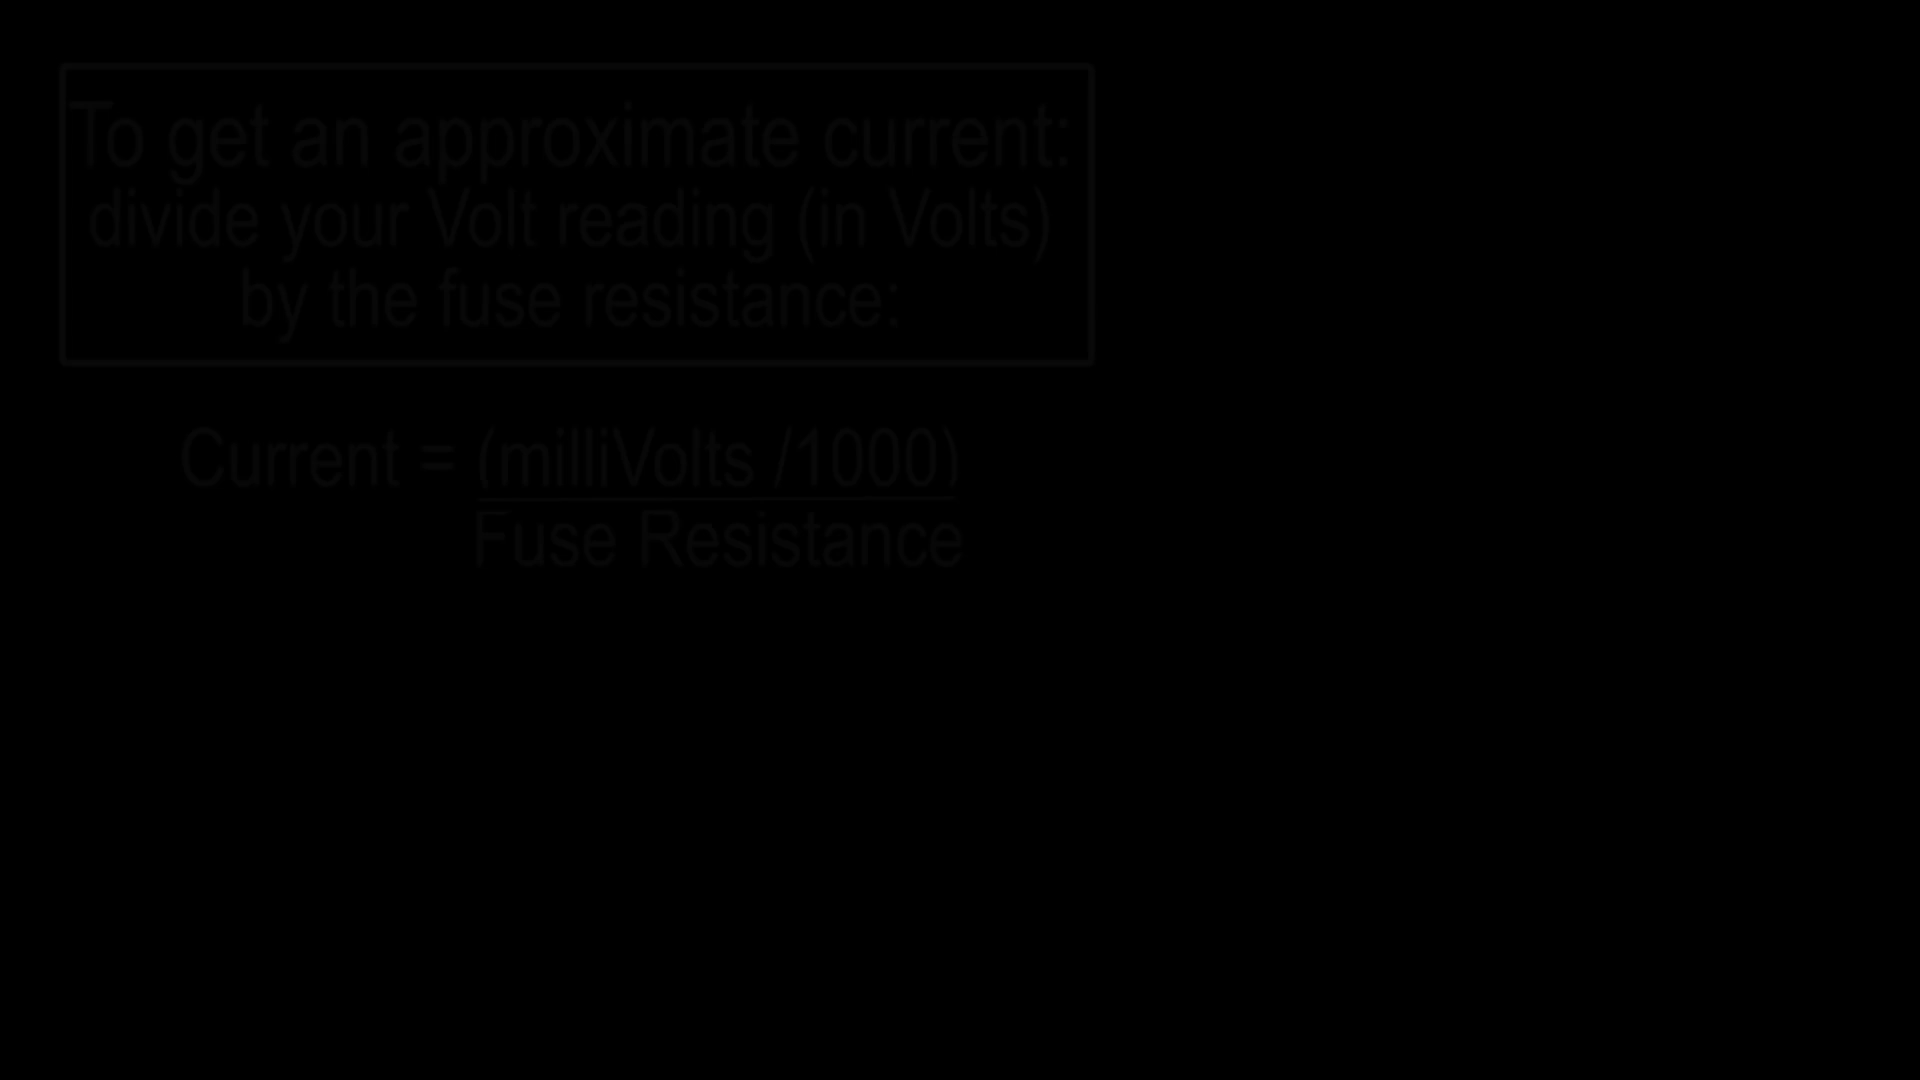 To get an approximate current:
divide your Volt reading (in Volts)
by the fuse resistance:
Current = (milliVolts /1000)
Fuse Resistance